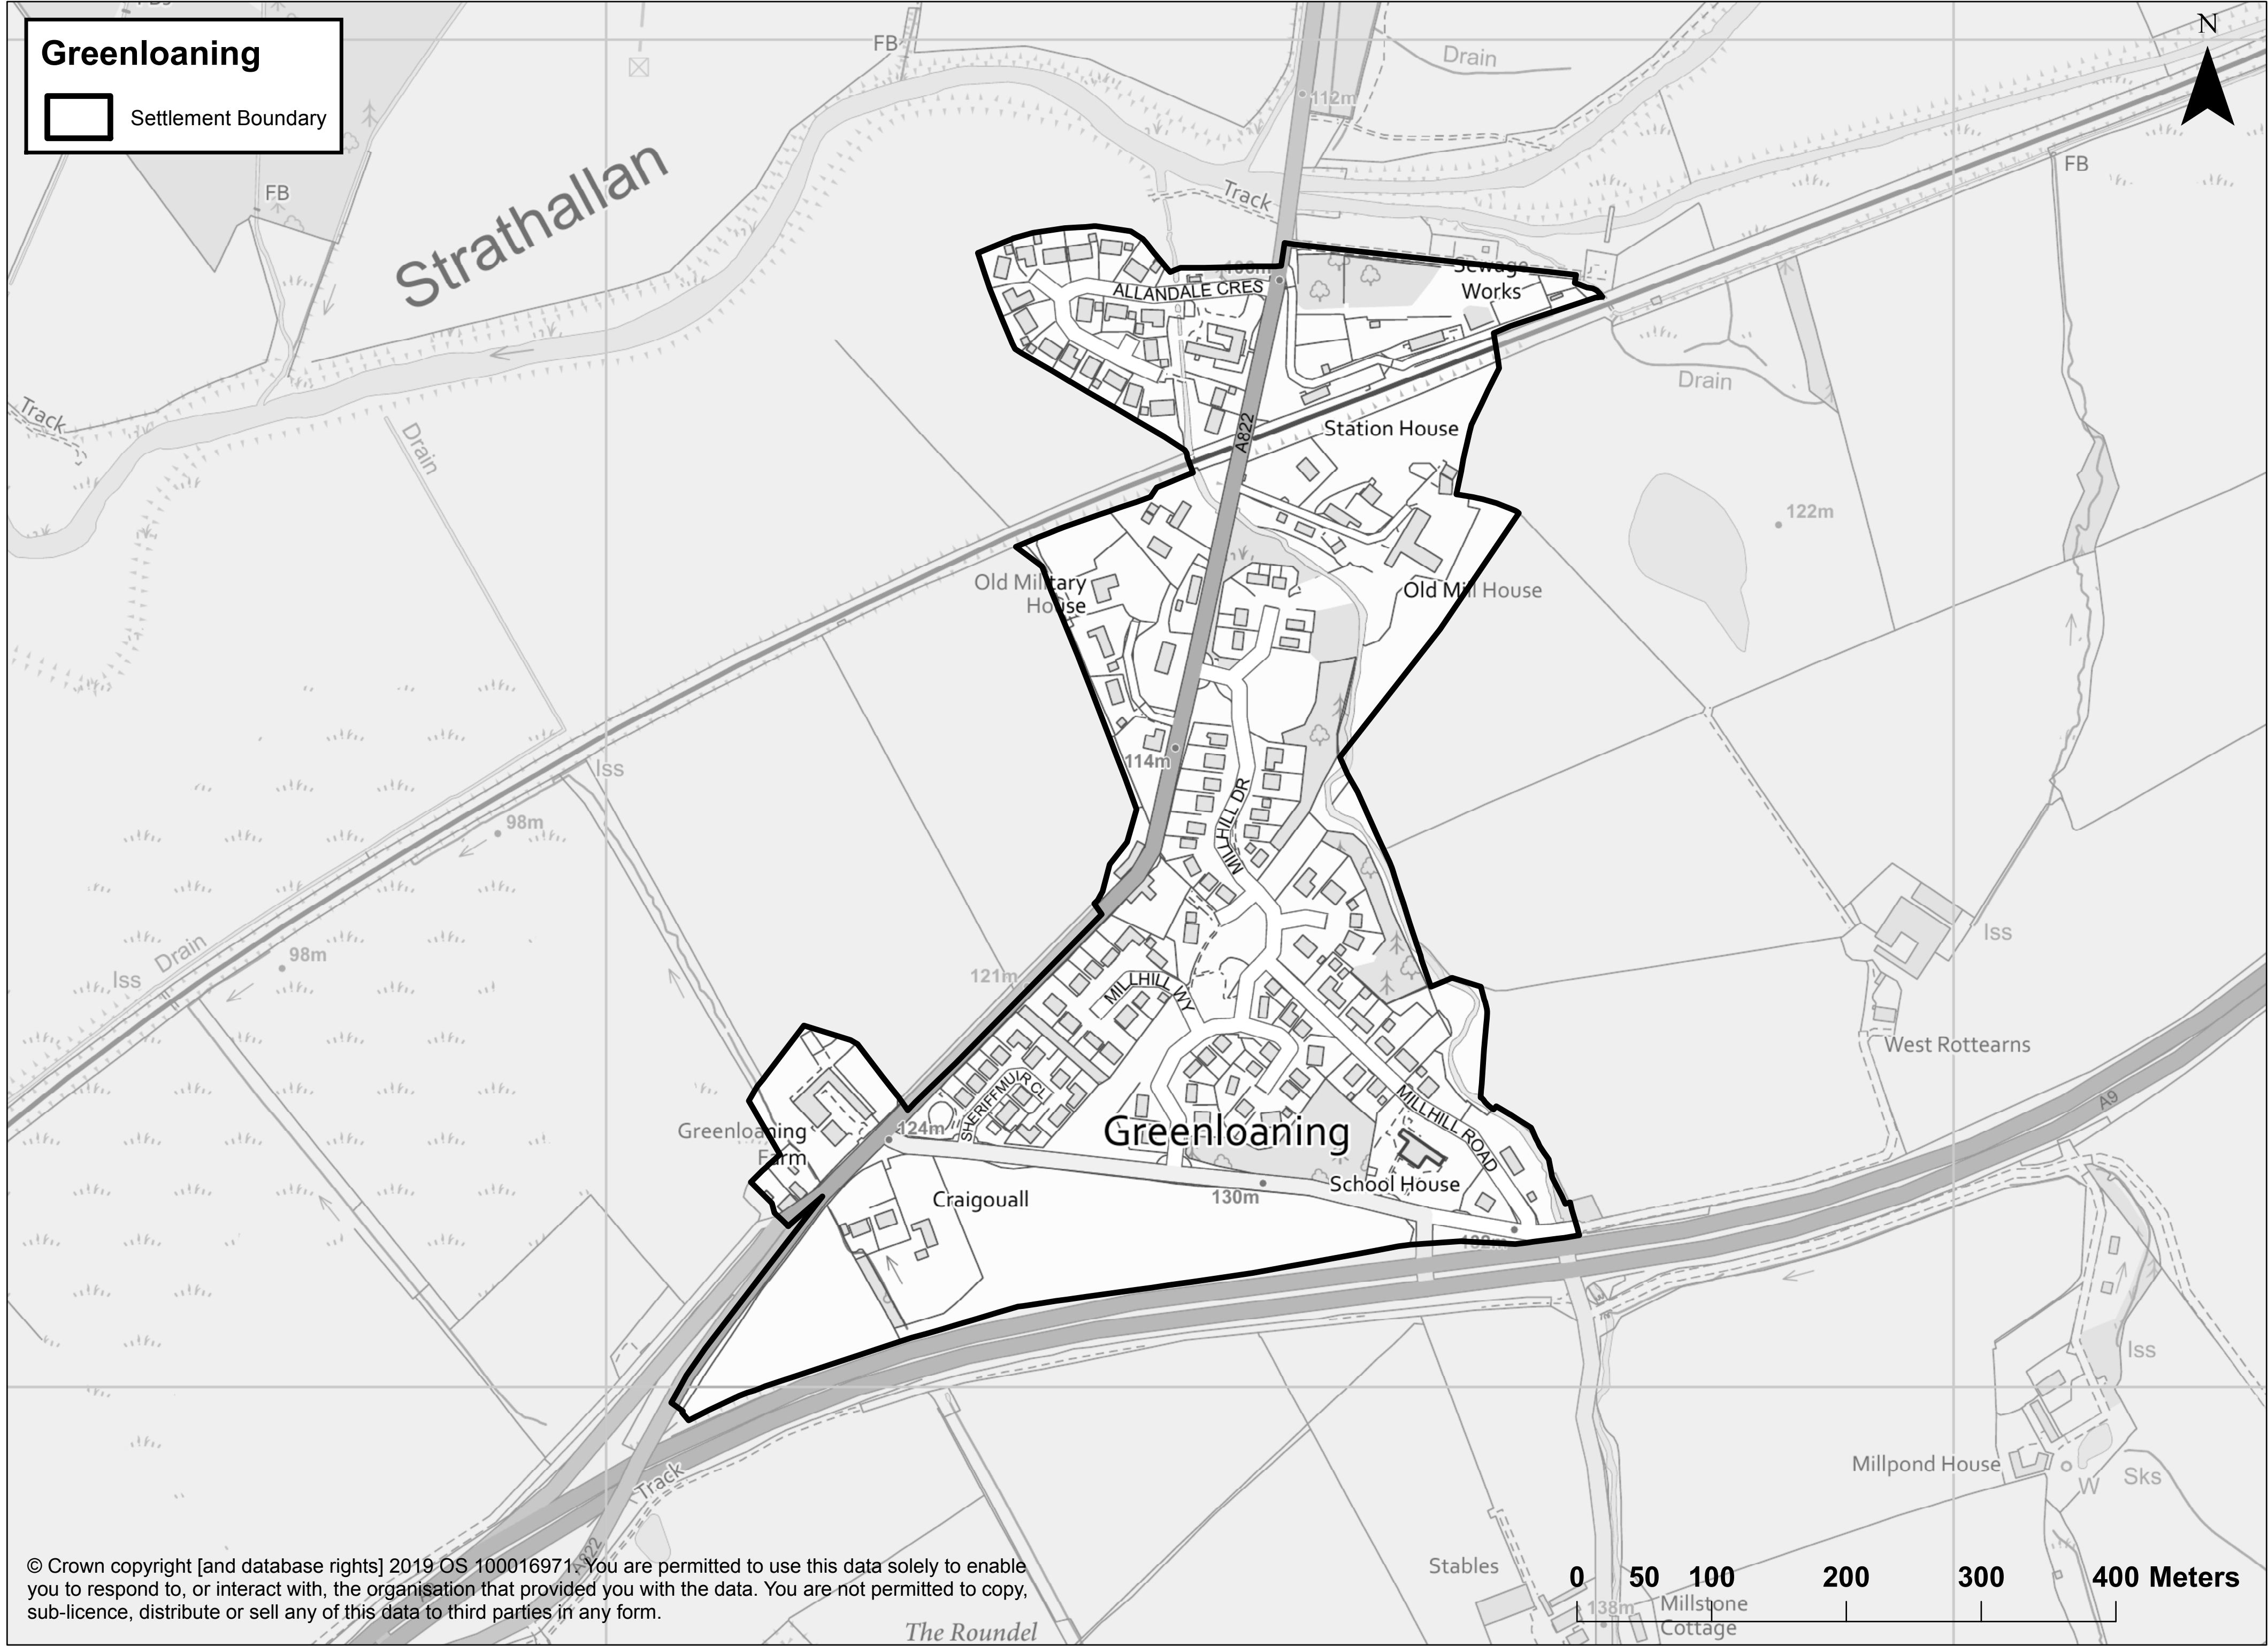 Greenloaning
Settlement Boundary
N
FB
Drain
112m
FB
FB
Strathallan
Track
ALLANDALE CRES
Sewage
Works
Drain
Track
Drain
A822
Station House
122m
Old Military
House
Old Mill House
114m
Iss
98m
MILLHILL DR
Drain
98m
Iss
Iss
121m
MILLHILL WY
West Rottearns
SHERIFFMUIR CL
MILLHILL ROAD
A9
Greenloaning
Farm
124m
Greenloaning
School House
130m
Craigouall
132m
Iss
Millpond House
W
Sks
Track
A822
Stables
Millstone
Cottage
138m
The Roundel
0 50 100 200 300 400 Meters
© Crown copyright [and database rights] 2019 OS 100016971. You are permitted to use this data solely to enable
you to respond to, or interact with, the organisation that provided you with the data. You are not permitted to copy,
sub-licence, distribute or sell any of this data to third parties in any form.